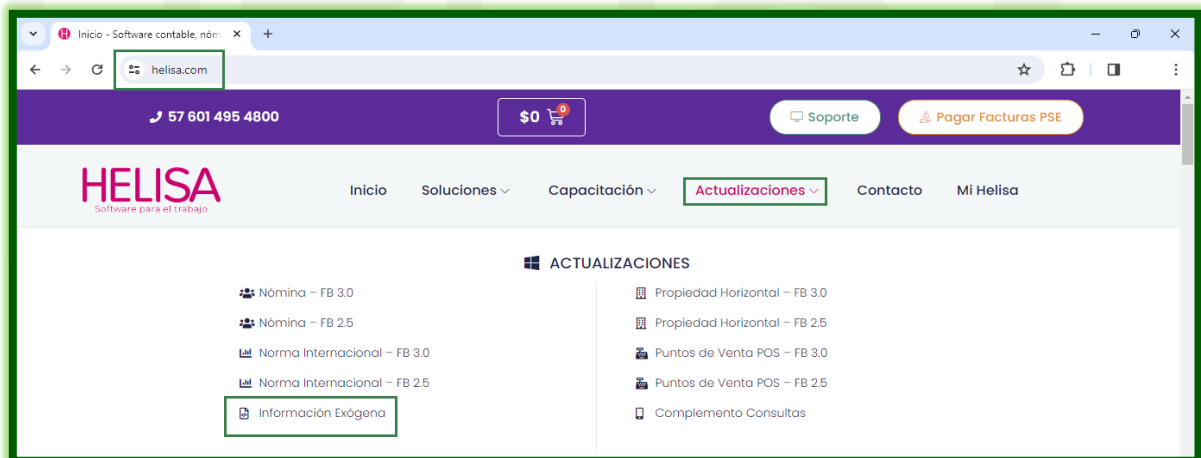 Inicio - Software contable, nóm
helisa.com
57 601 495 4800
$0 0
Soporte
Pagar Facturas PSE
HELISA
Software para el trabajo
Inicio Soluciones Capacitación Actualizaciones Contacto Mi Helisa
ACTUALIZACIONES
Nómina – FB 3.0
Nómina – FB 2.5
Norma Internacional – FB 3.0
Norma Internacional – FB 2.5
Información Exógena
Propiedad Horizontal – FB 3.0
Propiedad Horizontal – FB 2.5
Puntos de Venta POS – FB 3.0
Puntos de Venta POS – FB 2.5
Complemento Consultas